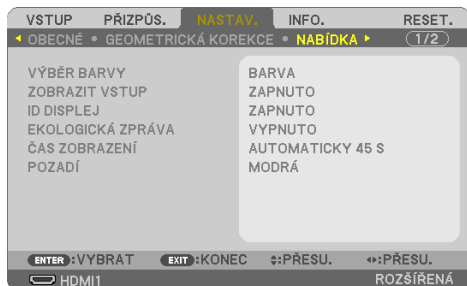 VSTUP PŘIZPŮS. NASTAV. INFO. RESET.
OBECNÉ • GEOMETRICKÁ KOREKCE • NABÍDKA (1/2)
VÝBĚR BARVY BARVA
ZOBRAZIT VSTUP ZAPNUTO
ID DISPLEJ ZAPNUTO
EKOLOGICKÁ ZPRÁVA VYPNUTO
ČAS ZOBRAZENÍ AUTOMATICKY 45 S
POZADÍ MODRÁ
ENTER :VYBRAT EXIT :KONEC :PŘESU. :PŘESU.
HDMI1 ROZŠÍŘENÁ